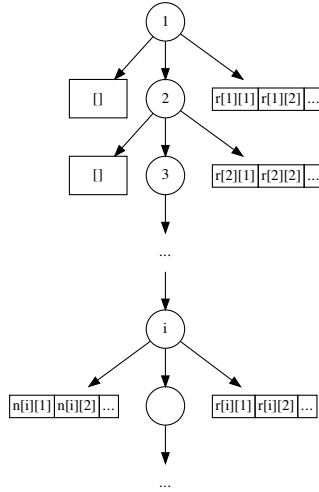 1
[] 2 r[1][1] r[1][2] ...
[] 3 r[2][1] r[2][2] ...
...
i
n[i][1] n[i][2] ... r[i][1] r[i][2] ...
...